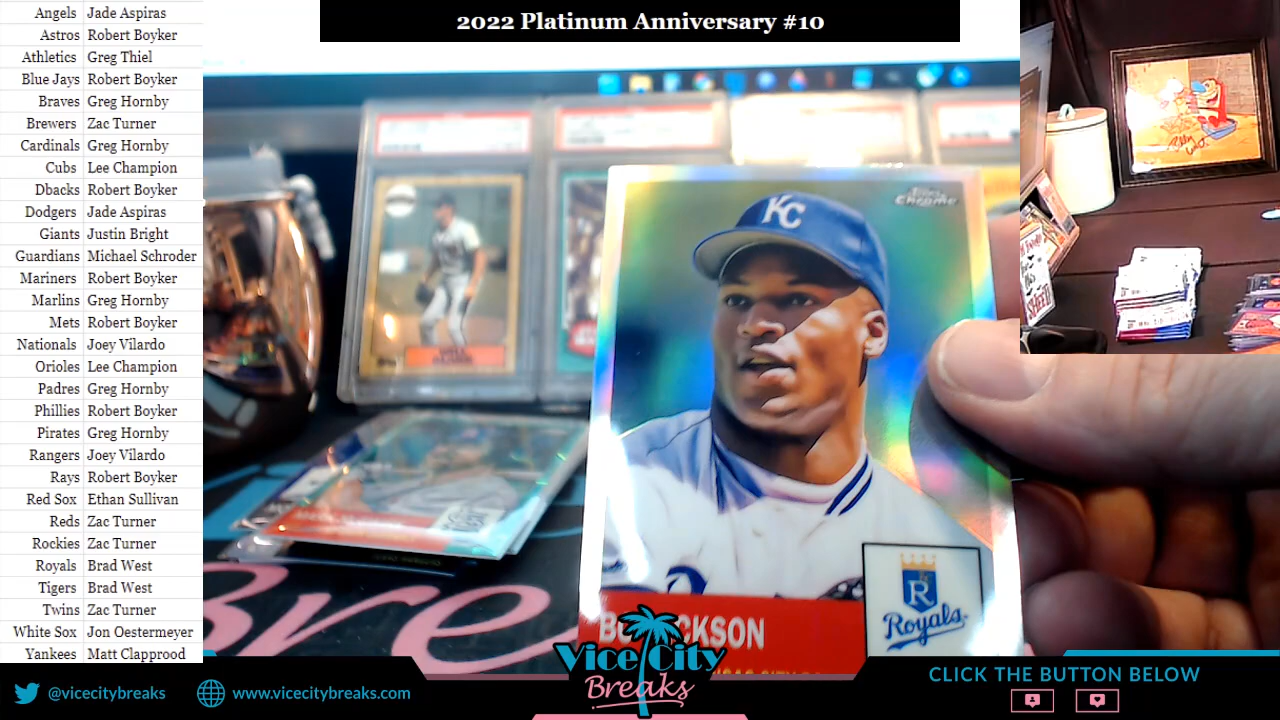 2022 Platinum Anniversary #10
Angels Jade Aspiras
Astros Robert Boyker
Athletics Greg Thiel
Blue Jays Robert Boyker
Braves Greg Hornby
Brewers Zac Turner
Cardinals Greg Hornby
Cubs Lee Champion
Dbacks Robert Boyker
Dodgers Jade Aspiras
Giants Justin Bright
Guardians Michael Schroder
Mariners Robert Boyker
Marlins Greg Hornby
Mets Robert Boyker
Nationals Joey Vilardo
Orioles Lee Champion
Padres Greg Hornby
Phillies Robert Boyker
Pirates Greg Hornby
Rangers Joey Vilardo
Rays Robert Boyker
Red Sox Ethan Sullivan
Reds Zac Turner
Rockies Zac Turner
Royals Brad West
Tigers Brad West
Twins Zac Turner
White Sox Jon Oestermeyer
Yankees Matt Clapprood
Topps
Chrome
KC
R
Royals
Bre
Vice City
Breaks
@vicecitybreaks
www.vicecitybreaks.com
CLICK THE BUTTON BELOW